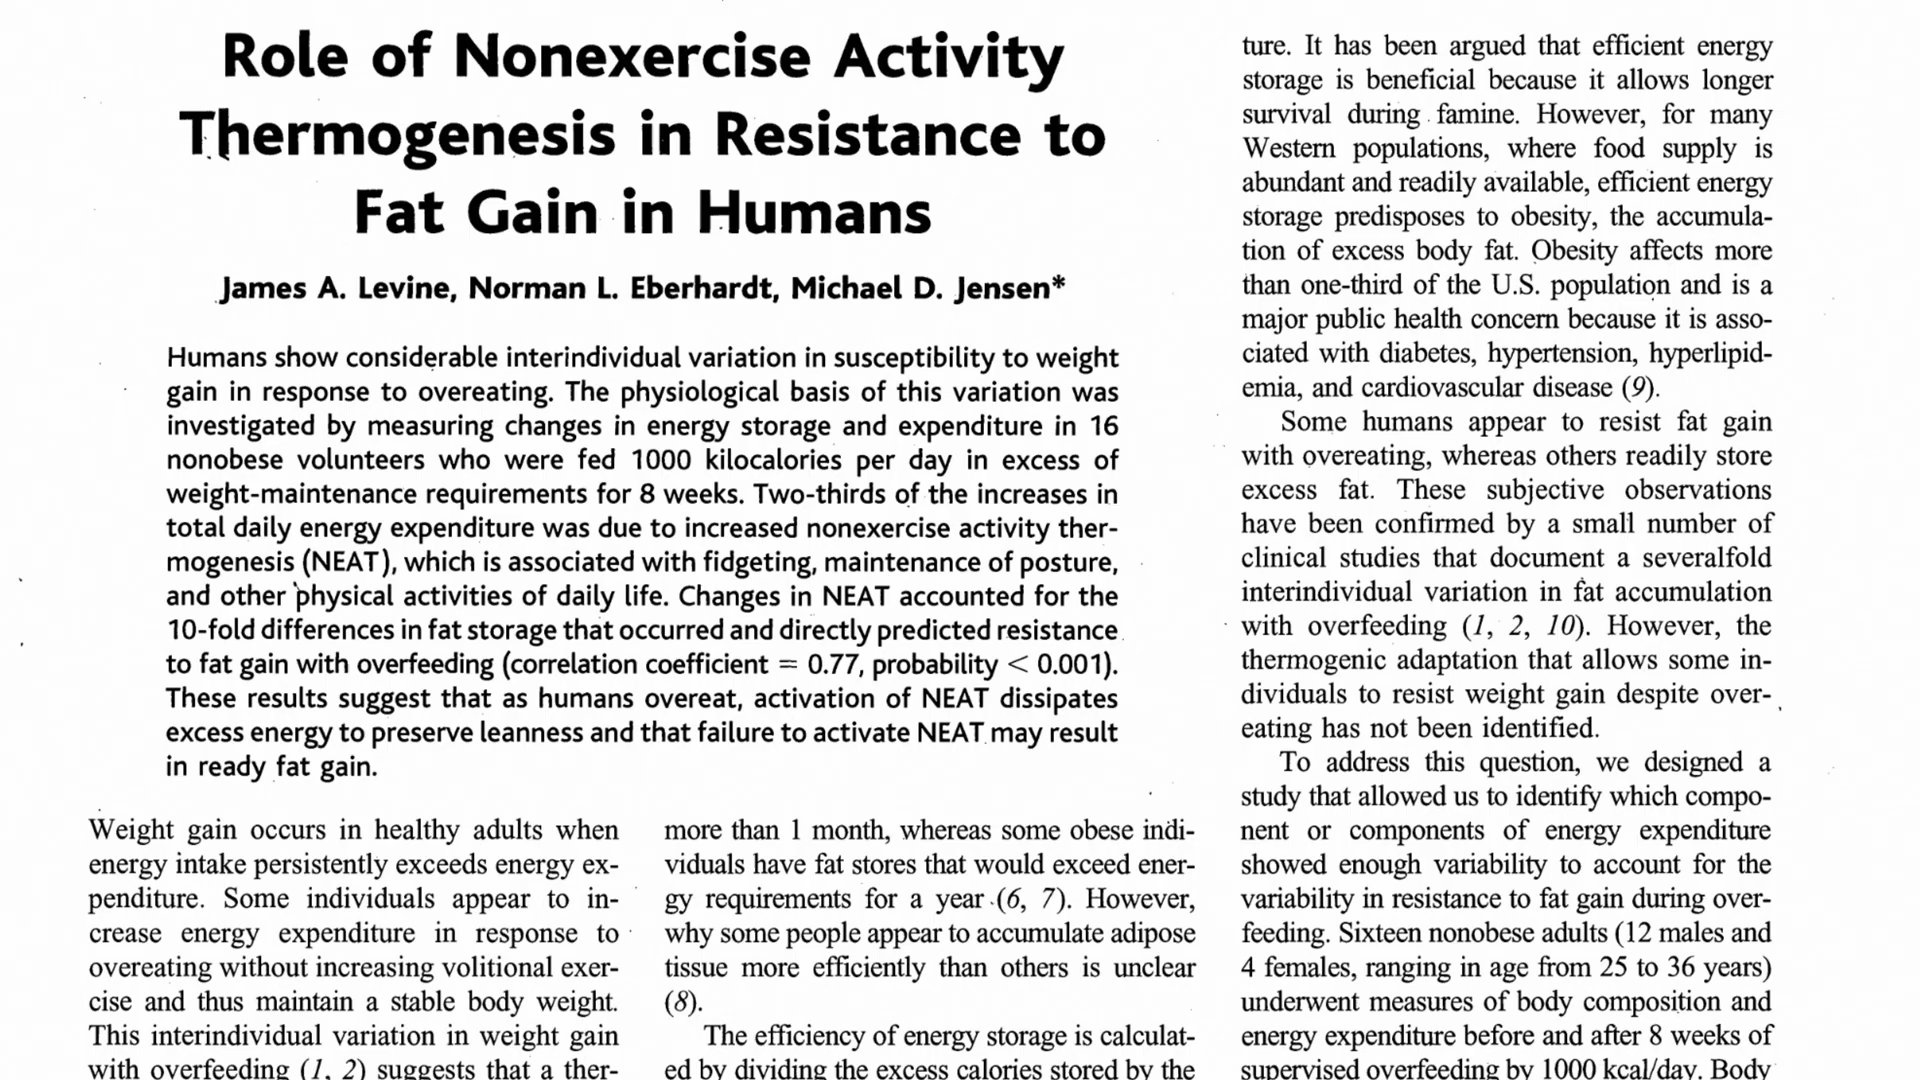 Role of Nonexercise Activity
Thermogenesis in Resistance to
Fat Gain in Humans
James A. Levine, Norman L. Eberhardt, Michael D. Jensen*
Humans show considerable interindividual variation in susceptibility to weight
gain in response to overeating. The physiological basis of this variation was
investigated by measuring changes in energy storage and expenditure in 16
nonobese volunteers who were fed 1000 kilocalories per day in excess of
weight-maintenance requirements for 8 weeks. Two-thirds of the increases in
total daily energy expenditure was due to increased nonexercise activity ther-
mogenesis (NEAT), which is associated with fidgeting, maintenance of posture,
and other physical activities of daily life. Changes in NEAT accounted for the
10-fold differences in fat storage that occurred and directly predicted resistance
to fat gain with overfeeding (correlation coefficient = 0.77, probability < 0.001).
These results suggest that as humans overeat, activation of NEAT dissipates
excess energy to preserve leanness and that failure to activate NEAT may result
in ready fat gain.
Weight gain occurs in healthy adults when
energy intake persistently exceeds energy ex-
penditure. Some individuals appear to in-
crease energy expenditure in response to
overeating without increasing volitional exer-
cise and thus maintain a stable body weight.
This interindividual variation in weight gain
with overfeeding (1, 2) suggests that a ther-
more than 1 month, whereas some obese indi-
viduals have fat stores that would exceed ener-
gy requirements for a year (6, 7). However,
why some people appear to accumulate adipose
tissue more efficiently than others is unclear
(8).
The efficiency of energy storage is calculat-
ed by dividing the excess calories stored by the
ture. It has been argued that efficient energy
storage is beneficial because it allows longer
survival during famine. However, for many
Western populations, where food supply is
abundant and readily available, efficient energy
storage predisposes to obesity, the accumula-
tion of excess body fat. Obesity affects more
than one-third of the U.S. population and is a
major public health concern because it is asso-
ciated with diabetes, hypertension, hyperlipid-
emia, and cardiovascular disease (9).
Some humans appear to resist fat gain
with overeating, whereas others readily store
excess fat. These subjective observations
have been confirmed by a small number of
clinical studies that document a severalfold
interindividual variation in fat accumulation
with overfeeding (1, 2, 10). However, the
thermogenic adaptation that allows some in-
dividuals to resist weight gain despite over-
eating has not been identified.
To address this question, we designed a
study that allowed us to identify which compo-
nent or components of energy expenditure
showed enough variability to account for the
variability in resistance to fat gain during over-
feeding. Sixteen nonobese adults (12 males and
4 females, ranging in age from 25 to 36 years)
underwent measures of body composition and
energy expenditure before and after 8 weeks of
supervised overfeeding by 1000 kcal/day. Body